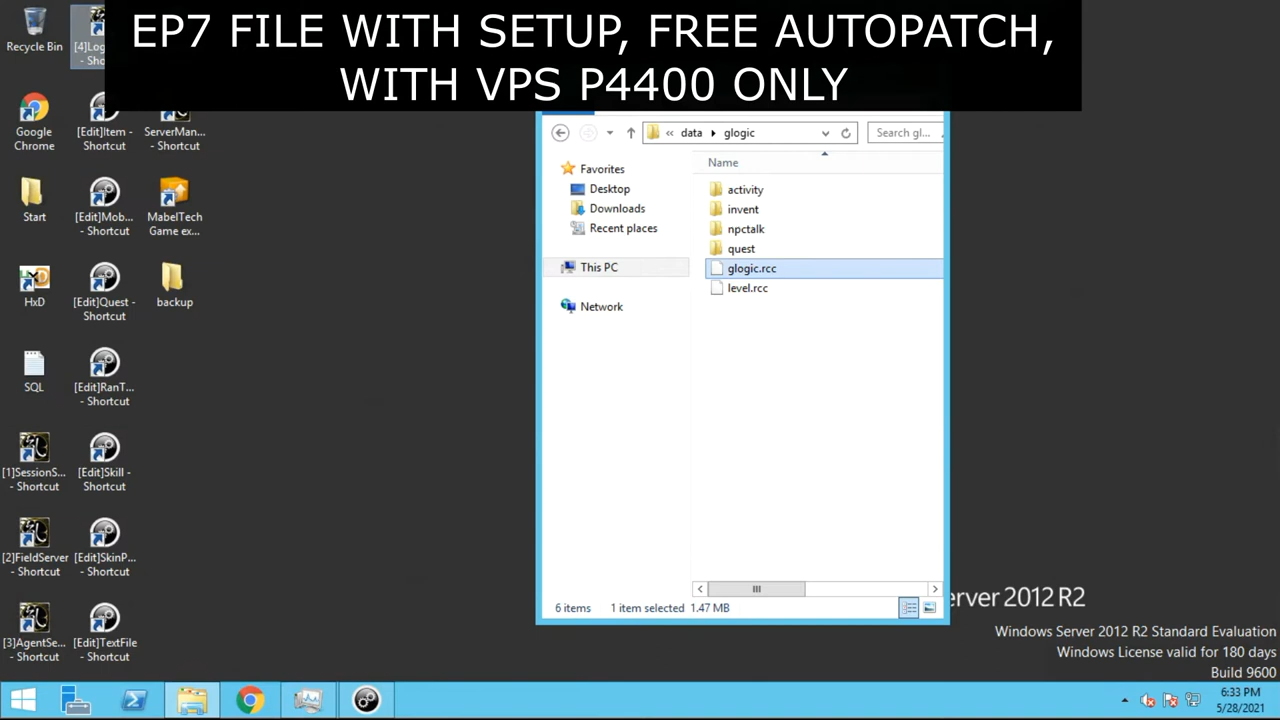 EP7 FILE WITH SETUP, FREE AUTOPATCH,
WITH VPS P4400 ONLY
Recycle Bin
[4]Log
- Sho
Google
Chrome
[Edit]Item -
Shortcut
ServerMan...
- Shortcut
Start
[Edit]Mob...
- Shortcut
MabelTech
Game ex...
HxD
[Edit]Quest -
Shortcut
backup
SQL
[Edit]RanT...
- Shortcut
[1]SessionS...
- Shortcut
[Edit]Skill -
Shortcut
[2]FieldServer
- Shortcut
[Edit]SkinP...
- Shortcut
[3]AgentSe...
- Shortcut
[Edit]TextFile
- Shortcut
« data glogic
Search gl...
Favorites
Desktop
Downloads
Recent places
This PC
Network
Name
activity
invent
npctalk
quest
glogic.rcc
level.rcc
6 items 1 item selected 1.47 MB
erver 2012 R2
Windows Server 2012 R2 Standard Evaluation
Windows License valid for 180 days
Build 9600
6:33 PM
5/28/2021